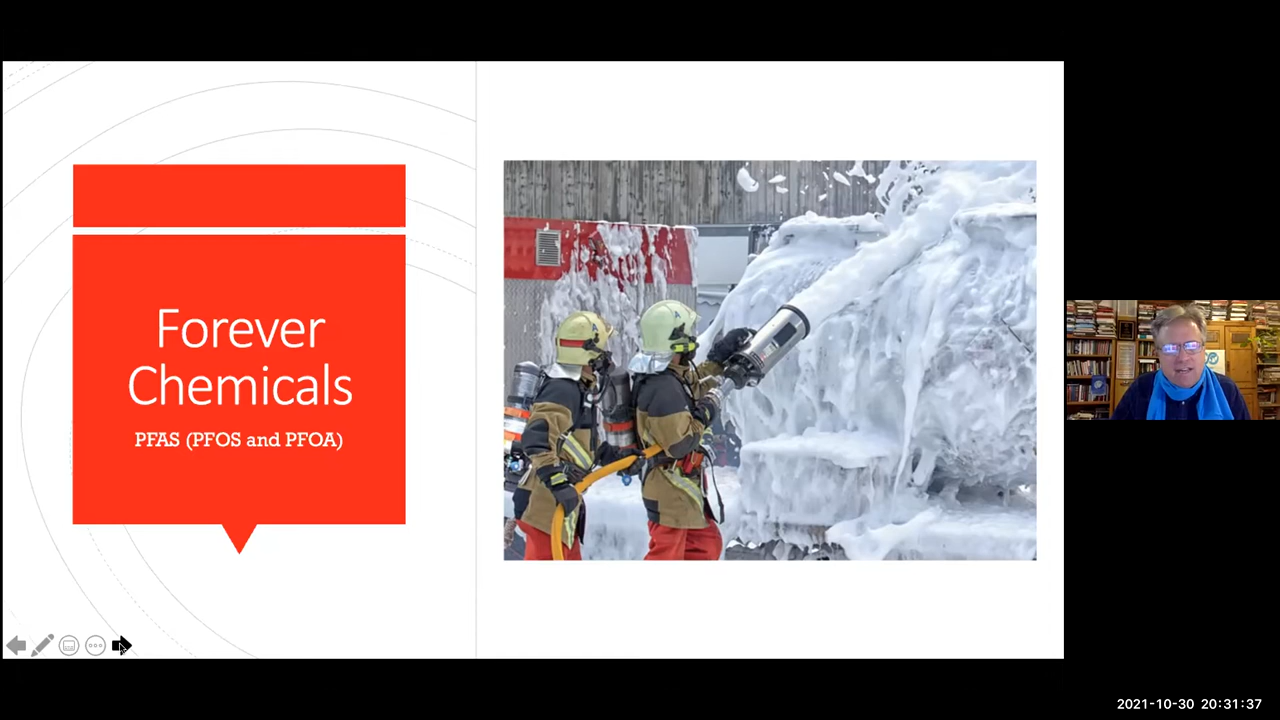 Forever
Chemicals
PFAS (PFOS and PFOA)
A
A
2021-10-30 20:31:37